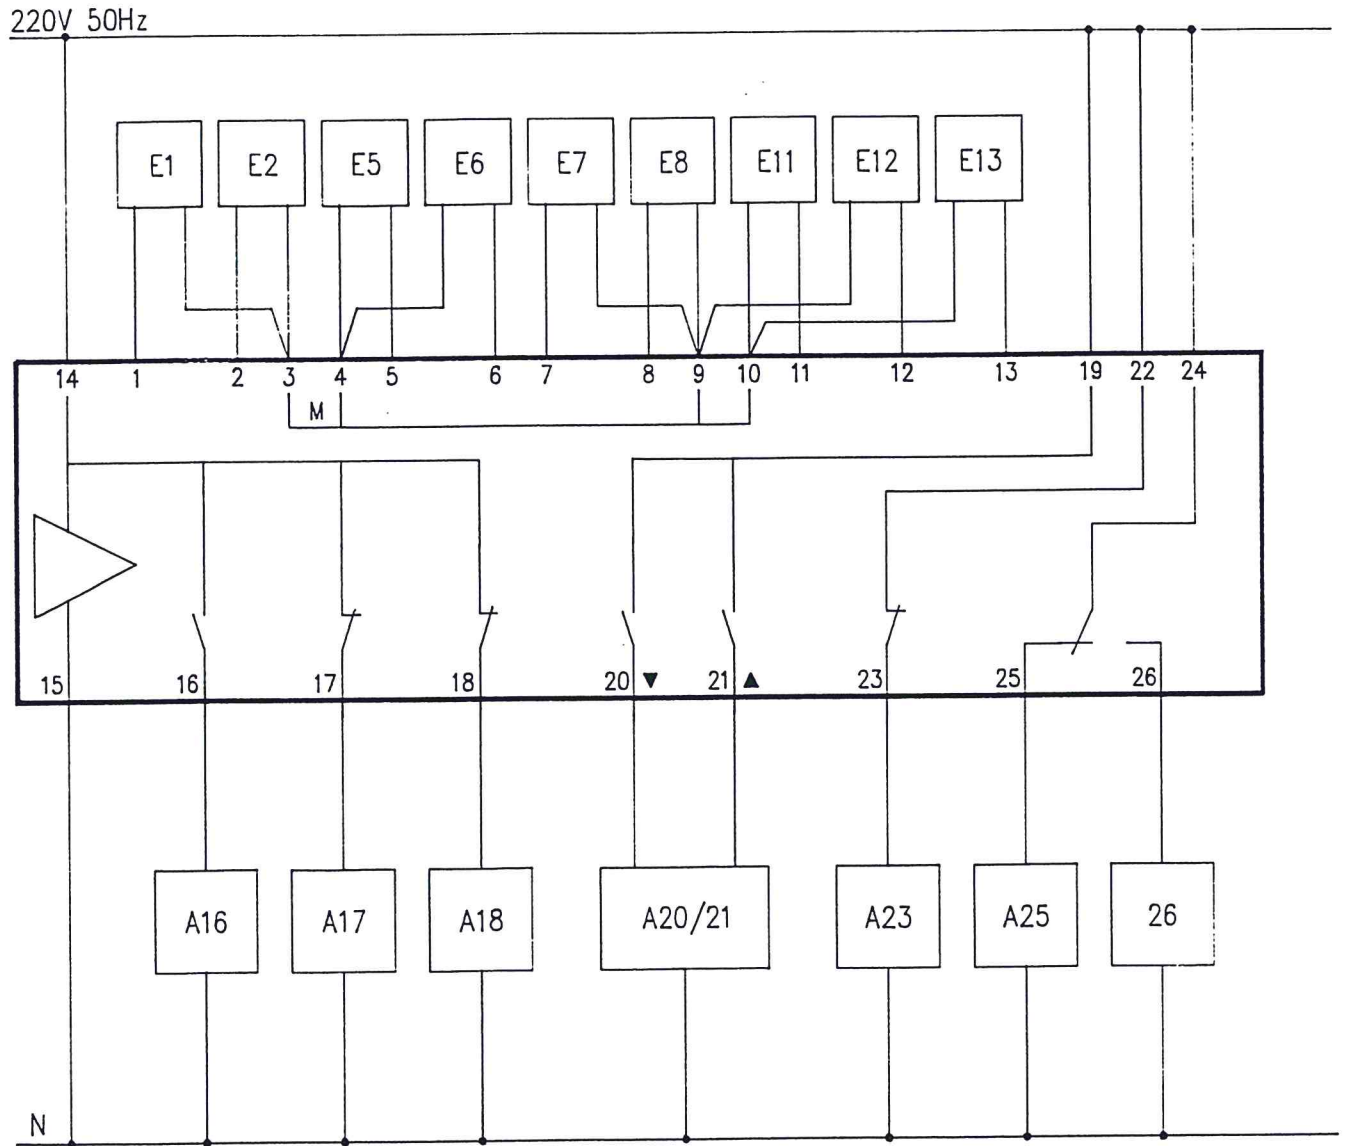 220V 50Hz
E1 E2 E5 E6 E7 E8 E11 E12 E13
14 1 2 3 4 5 6 7 8 9 10 11 12 13 19 22 24
M
15 16 17 18 20 ▼ 21 ▲ 23 25 26
A16 A17 A18 A20/21 A23 A25 26
N